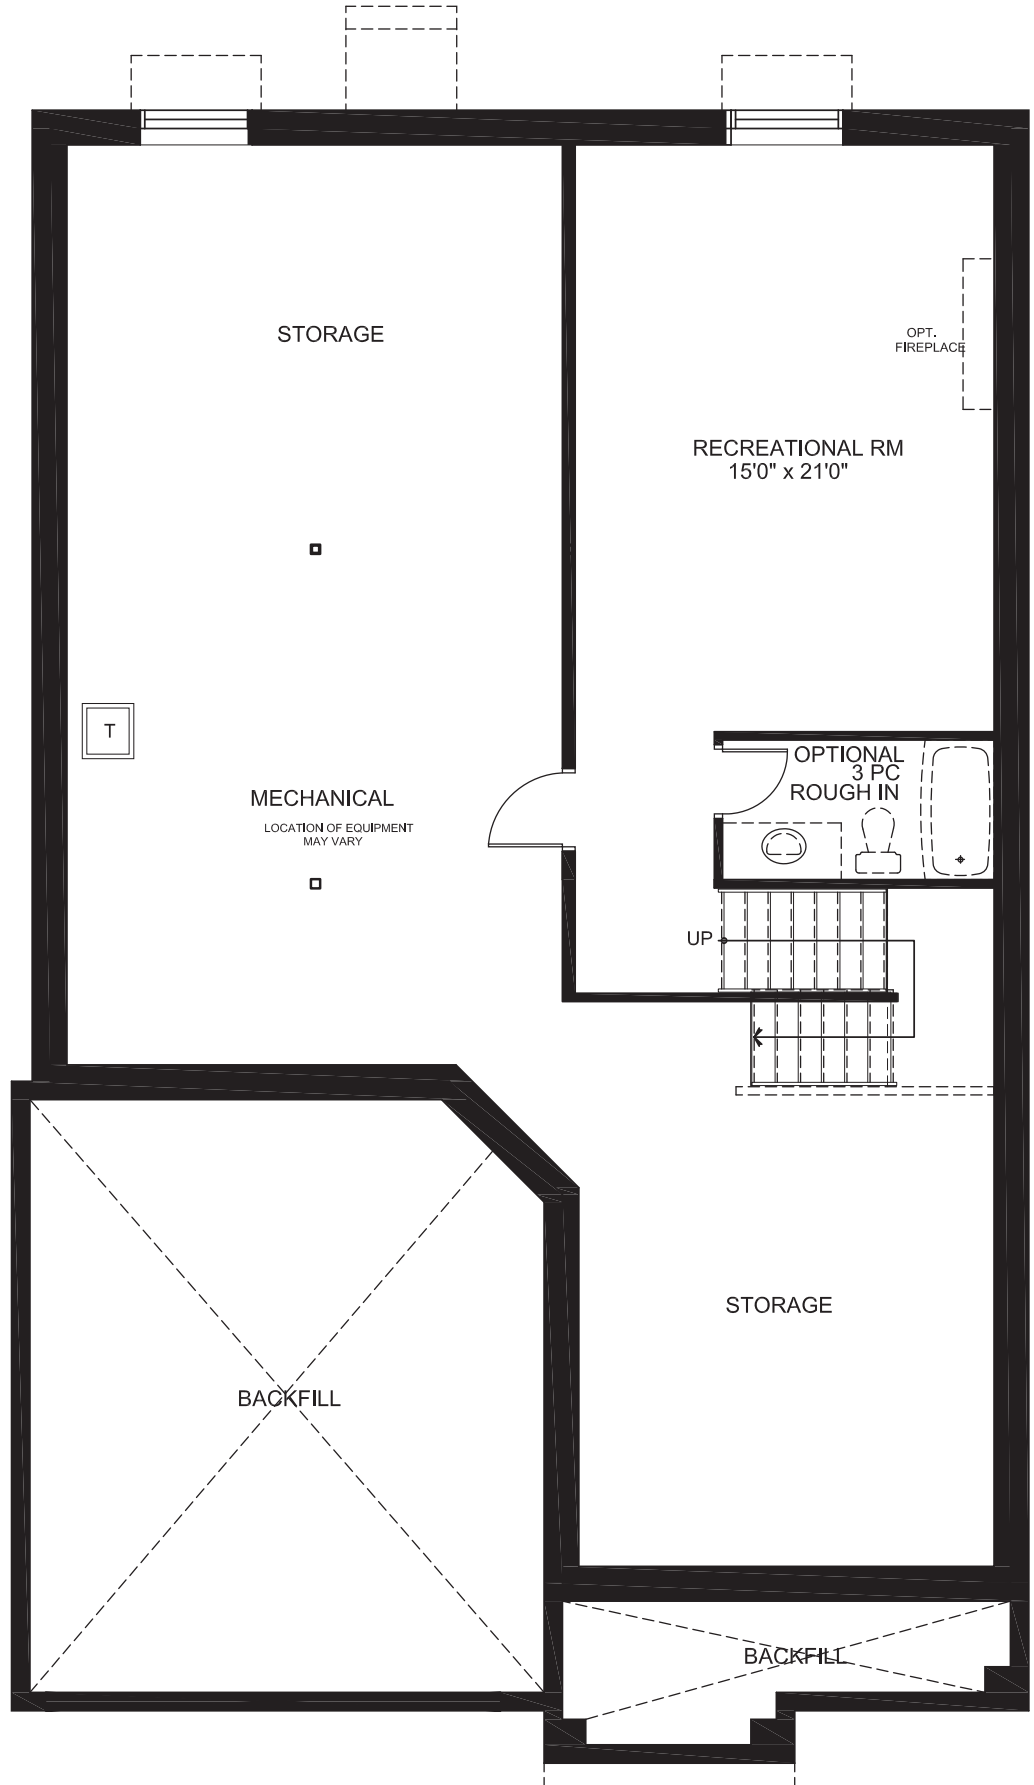 STORAGE
OPT.
FIREPLACE
RECREATIONAL RM
15'0" x 21'0"
T
OPTIONAL
3 PC
ROUGH IN
MECHANICAL
LOCATION OF EQUIPMENT
MAY VARY
UP
STORAGE
BACKFILL
BACKFILL